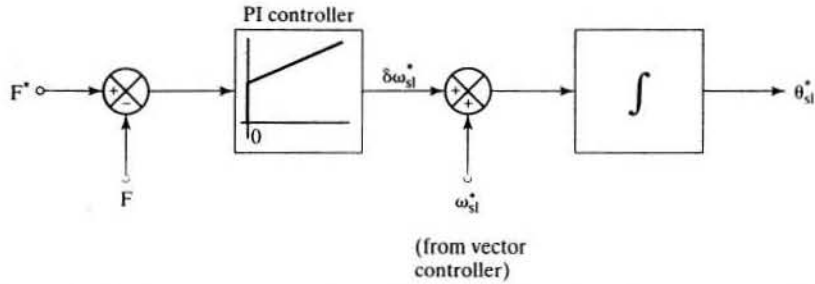 PI controller
F* + − 0 δω*sl + + ∫ θ*sl
F
ω*sl
(from vector
controller)